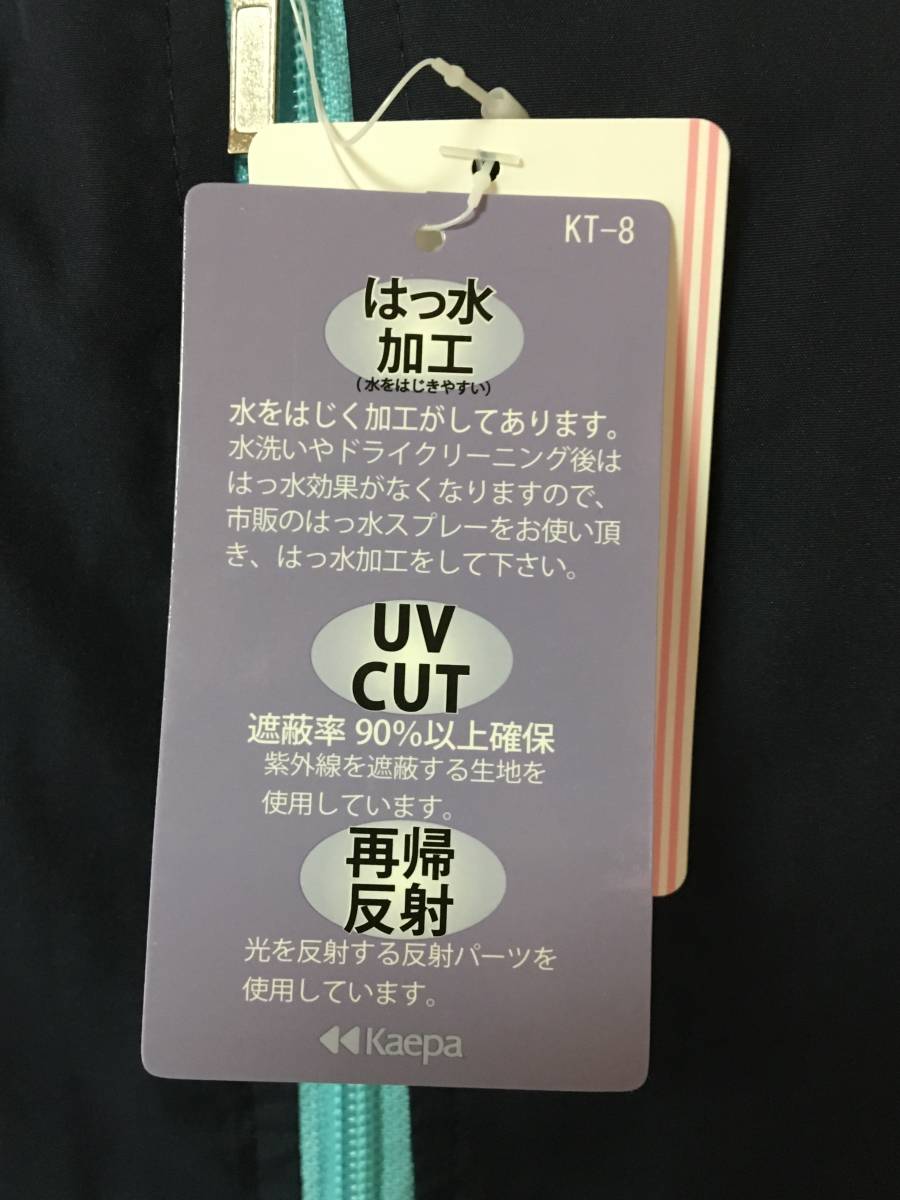 KT-8
はっ水
加工
(水をはじきやすい)
水をはじく加工がしてあります。
水洗いやドライクリーニング後は
はっ水効果がなくなりますので、
市販のはっ水スプレーをお使い頂
き、はっ水加工をして下さい。
UV
CUT
遮蔽率 90%以上確保
紫外線を遮蔽する生地を
使用しています。
再帰
反射
光を反射する反射パーツを
使用しています。
Kaepa